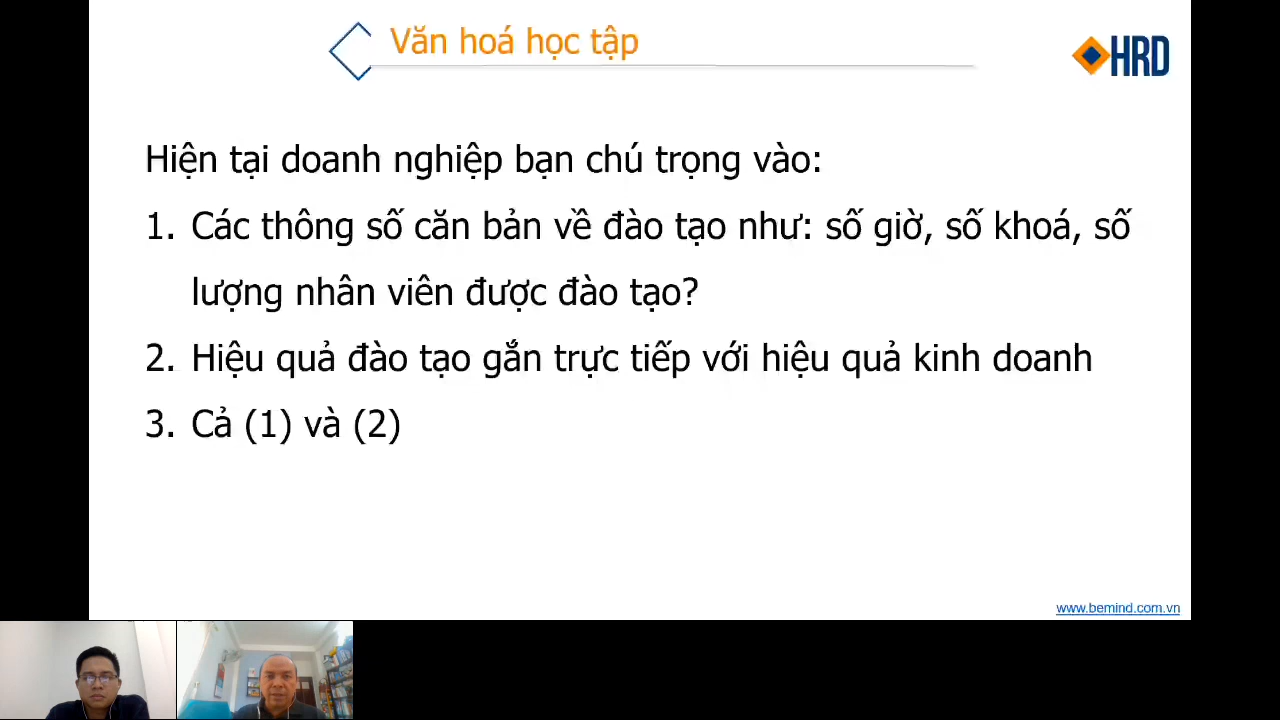 Văn hoá học tập
HRD
Hiện tại doanh nghiệp bạn chú trọng vào:
1. Các thông số căn bản về đào tạo như: số giờ, số khoá, số
lượng nhân viên được đào tạo?
2. Hiệu quả đào tạo gắn trực tiếp với hiệu quả kinh doanh
3. Cả (1) và (2)
www.bemind.com.vn